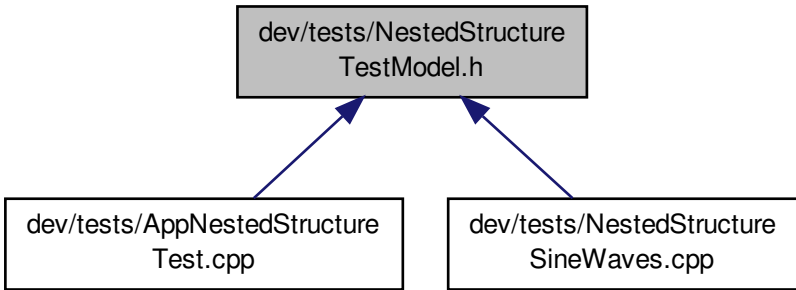 dev/tests/NestedStructure
TestModel.h
dev/tests/AppNestedStructure
Test.cpp
dev/tests/NestedStructure
SineWaves.cpp